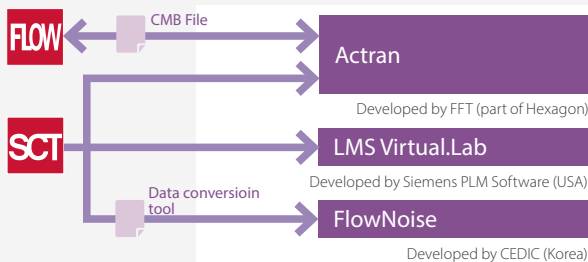 FLOW
CMB File
Actran
Developed by FFT (part of Hexagon)
SCT
LMS Virtual.Lab
Developed by Siemens PLM Software (USA)
Data conversioin
tool
FlowNoise
Developed by CEDIC (Korea)